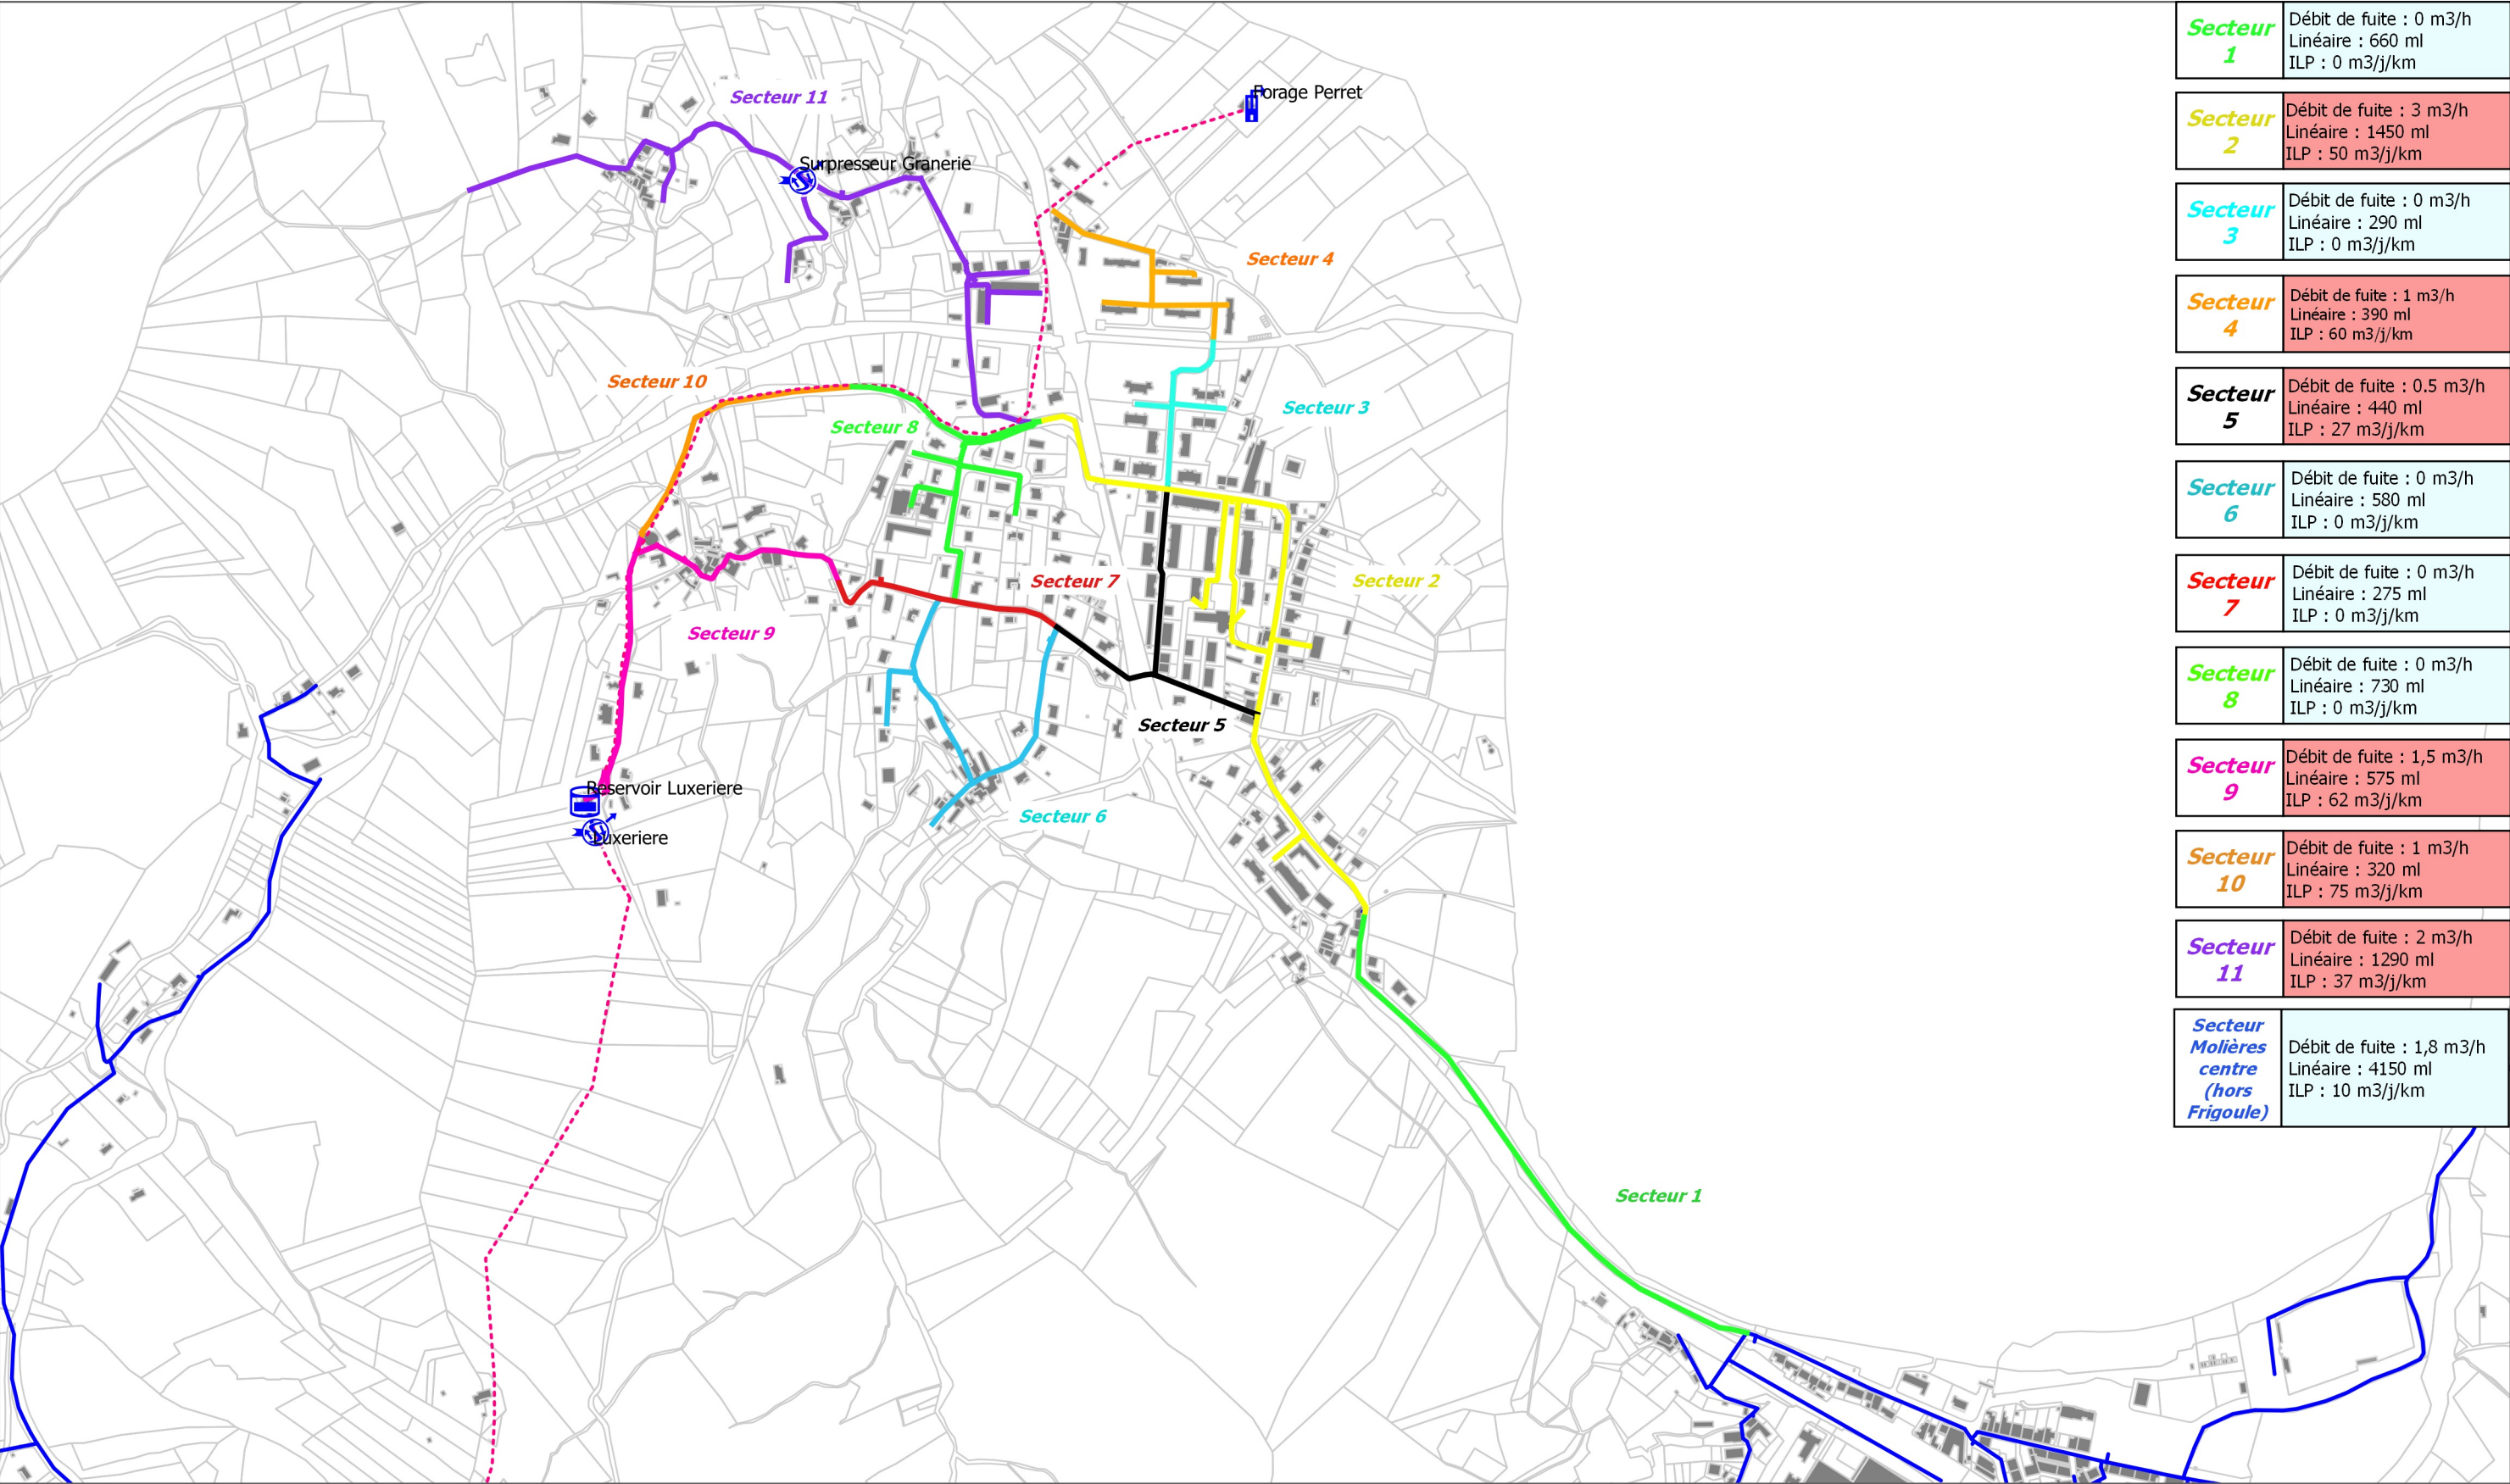 Secteur 11
Forage Perret
Surpresseur Granerie
Secteur 4
Secteur 10
Secteur 3
Secteur 8
Secteur 7
Secteur 2
Secteur 9
Secteur 5
Reservoir Luxeriere
Luxeriere
Secteur 6
Secteur 1
Secteur
1
Débit de fuite : 0 m3/h
Linéaire : 660 ml
ILP : 0 m3/j/km
Secteur
2
Débit de fuite : 3 m3/h
Linéaire : 1450 ml
ILP : 50 m3/j/km
Secteur
3
Débit de fuite : 0 m3/h
Linéaire : 290 ml
ILP : 0 m3/j/km
Secteur
4
Débit de fuite : 1 m3/h
Linéaire : 390 ml
ILP : 60 m3/j/km
Secteur
5
Débit de fuite : 0.5 m3/h
Linéaire : 440 ml
ILP : 27 m3/j/km
Secteur
6
Débit de fuite : 0 m3/h
Linéaire : 580 ml
ILP : 0 m3/j/km
Secteur
7
Débit de fuite : 0 m3/h
Linéaire : 275 ml
ILP : 0 m3/j/km
Secteur
8
Débit de fuite : 0 m3/h
Linéaire : 730 ml
ILP : 0 m3/j/km
Secteur
9
Débit de fuite : 1,5 m3/h
Linéaire : 575 ml
ILP : 62 m3/j/km
Secteur
10
Débit de fuite : 1 m3/h
Linéaire : 320 ml
ILP : 75 m3/j/km
Secteur
11
Débit de fuite : 2 m3/h
Linéaire : 1290 ml
ILP : 37 m3/j/km
Secteur
Molières
centre
(hors
Frigoule)
Débit de fuite : 1,8 m3/h
Linéaire : 4150 ml
ILP : 10 m3/j/km